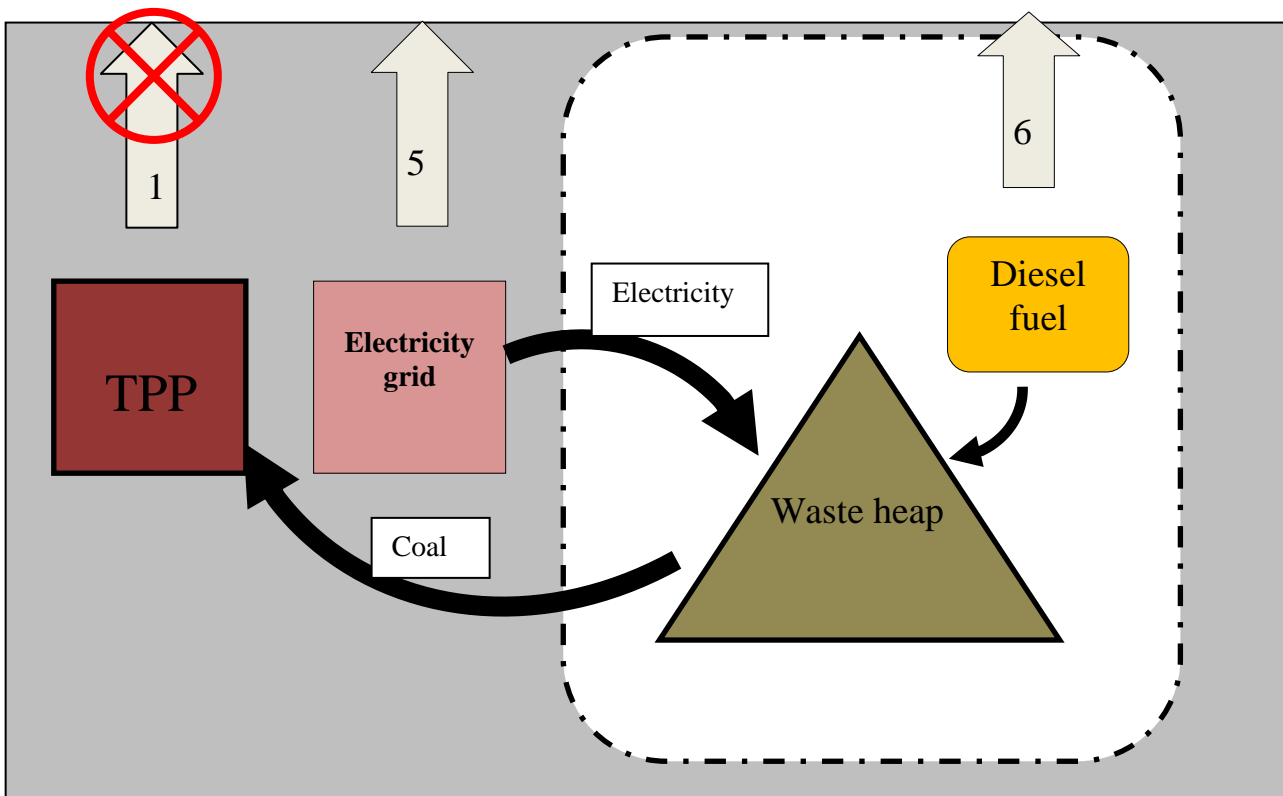 1
5
6
Electricity
Diesel
fuel
Electricity
grid
TPP
Waste heap
Coal